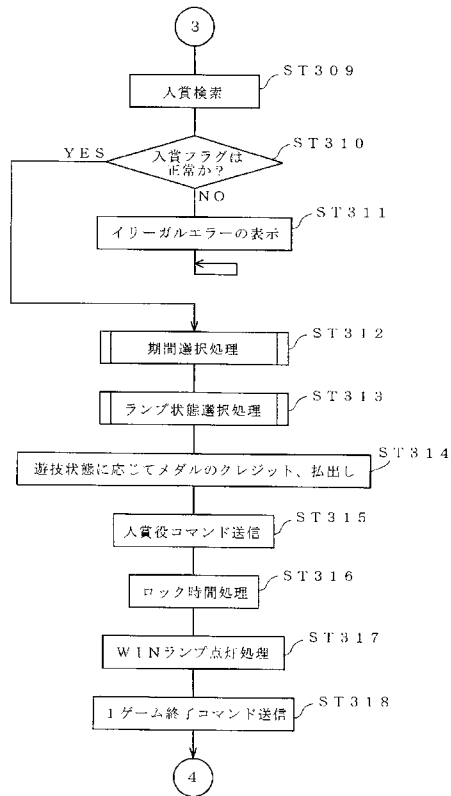 3
ST309
入賞検索
ST310
YES
入賞フラグは
正常か?
NO
ST311
イリーガルエラーの表示
ST312
期間選択処理
ST313
ランプ状態選択処理
ST314
遊技状態に応じてメダルのクレジット、払出し
ST315
入賞役コマンド送信
ST316
ロック時間処理
ST317
WINランプ点灯処理
ST318
1ゲーム終了コマンド送信
4